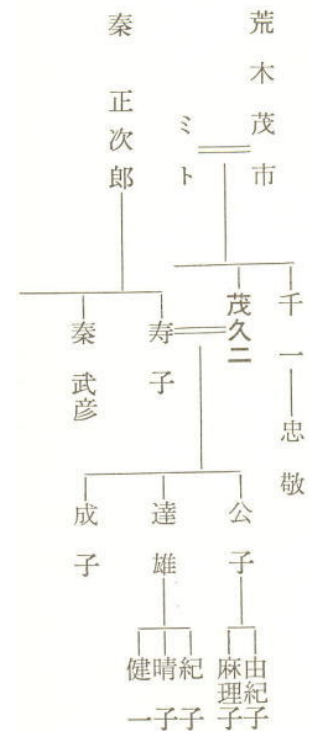 荒木茂市
ミト
秦正次郎
千一
忠敬
茂久二
寿子
秦武彦
公子
達雄
成子
由紀子
麻理子
紀子
晴子
健一